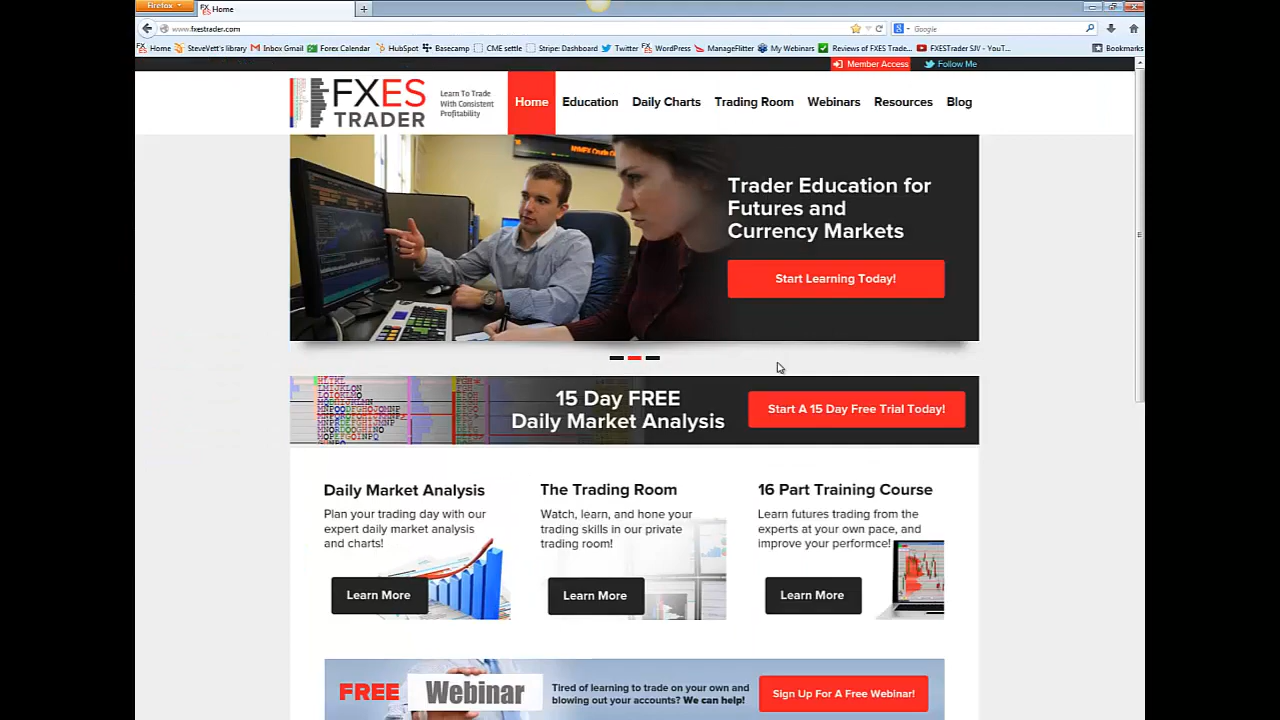 Firefox
Home
www.fxestrader.com
Google
Home SteveVett's library Inbox Gmail Forex Calendar HubSpot Basecamp CME settle Stripe: Dashboard Twitter WordPress ManageFlitter My Webinars Reviews of FXES Trade... FXESTrader SJV - YouT... Bookmarks
Member Access Follow Me
FXES
TRADER
Learn To Trade
With Consistent
Profitability
Home Education Daily Charts Trading Room Webinars Resources Blog
NYMEX Crude
Trader Education for
Futures and
Currency Markets
Start Learning Today!
15 Day FREE
Daily Market Analysis
Start A 15 Day Free Trial Today!
Daily Market Analysis
Plan your trading day with our
expert daily market analysis
and charts!
Learn More
The Trading Room
Watch, learn, and hone your
trading skills in our private
trading room!
Learn More
16 Part Training Course
Learn futures trading from the
experts at your own pace, and
improve your performce!
Learn More
FREE Webinar
Tired of learning to trade on your own and
blowing out your accounts? We can help!
Sign Up For A Free Webinar!